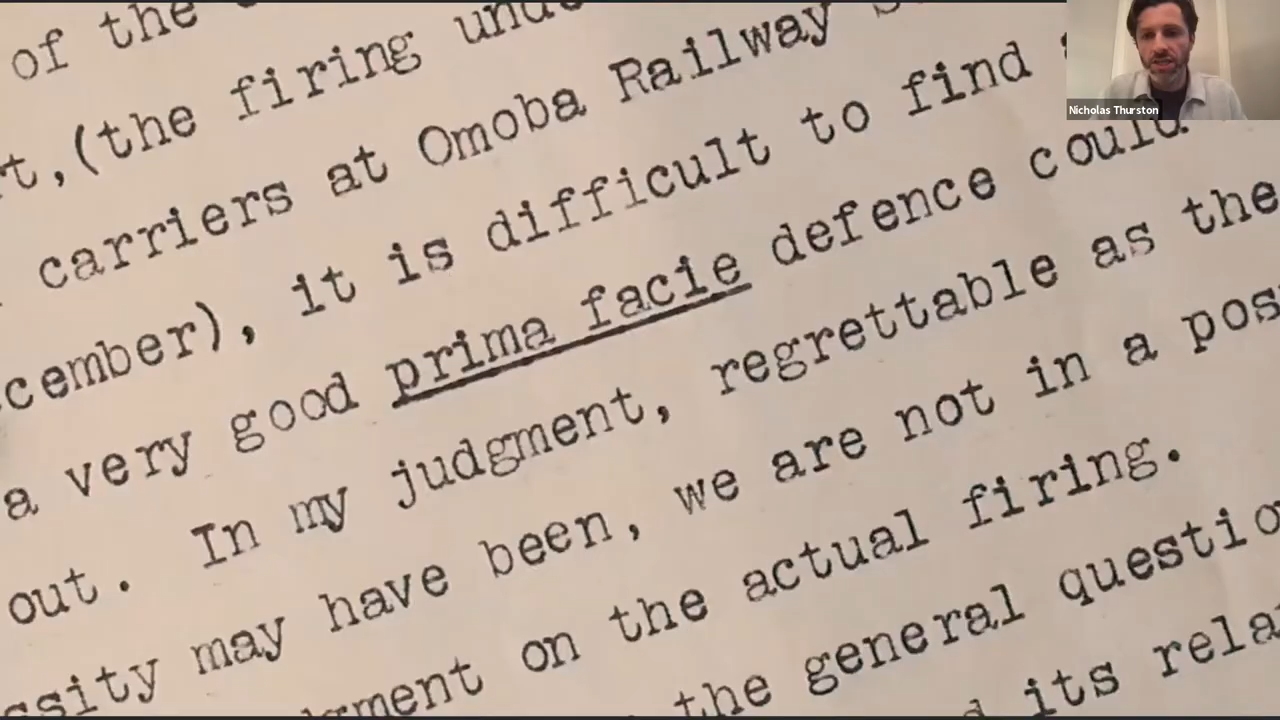 of the
t,(the firing
carriers at Omoba Railway
cember), it is difficult to find
a very good prima facie defence could
out. In my judgment, regrettable as the
ssity may have been, we are not in a pos
gment on the actual firing.
the general questio
its rela
Nicholas Thurston